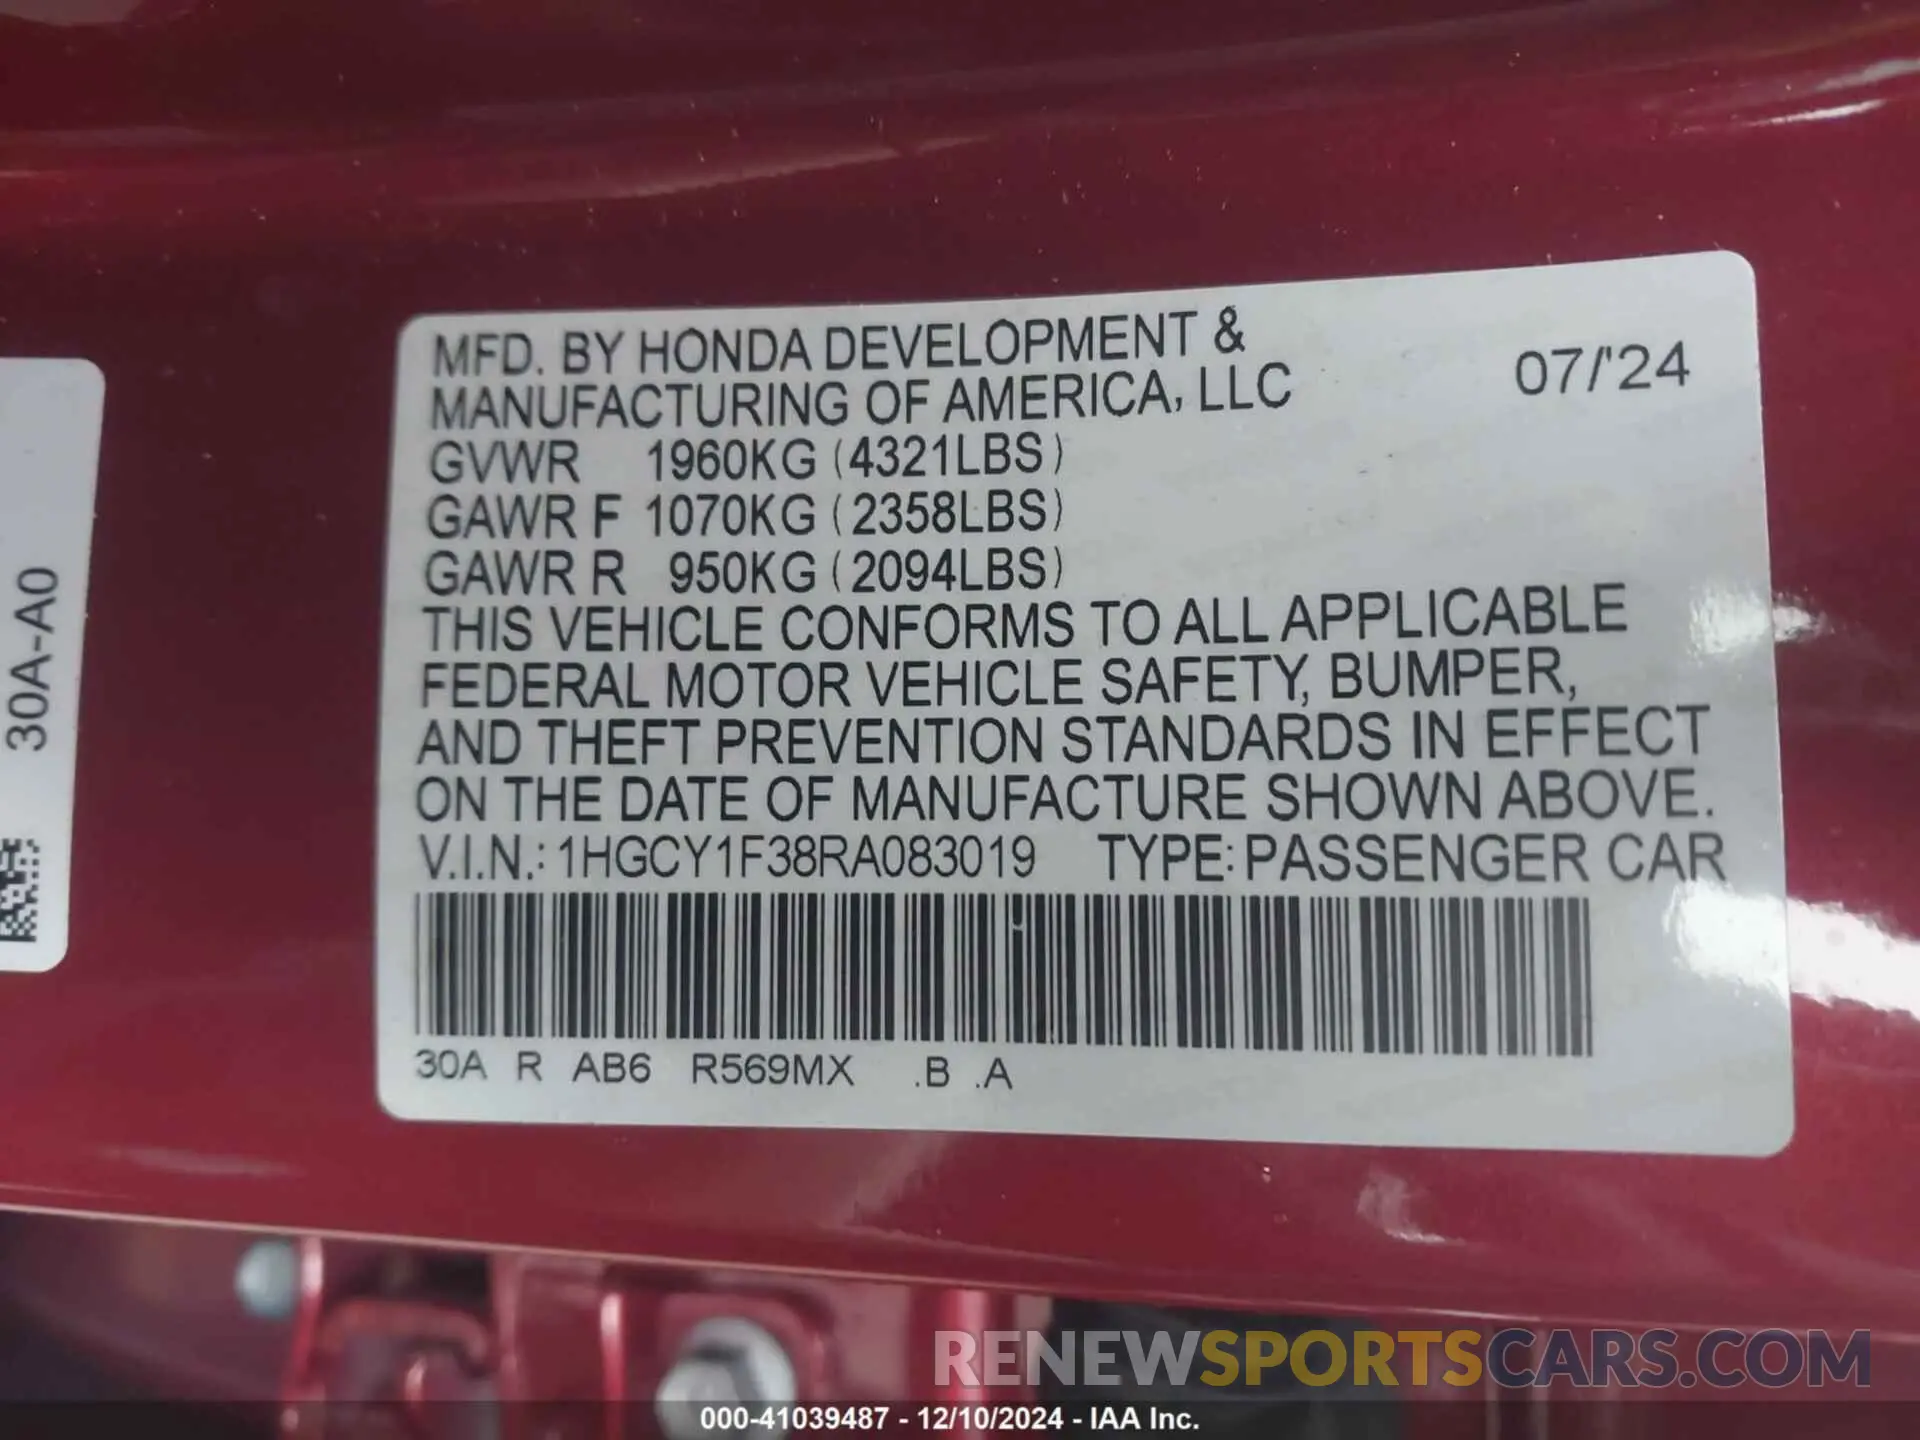 MFD. BY HONDA DEVELOPMENT &
MANUFACTURING OF AMERICA, LLC
07/'24
GVWR 1960KG (4321LBS)
GAWR F 1070KG (2358LBS)
GAWR R 950KG (2094LBS)
THIS VEHICLE CONFORMS TO ALL APPLICABLE
FEDERAL MOTOR VEHICLE SAFETY, BUMPER,
AND THEFT PREVENTION STANDARDS IN EFFECT
ON THE DATE OF MANUFACTURE SHOWN ABOVE.
V.I.N.: 1HGCY1F38RA083019 TYPE: PASSENGER CAR
30A R AB6 R569MX .B .A
30A-A0
RENEWSPORTSCARS.COM
000-41039487 - 12/10/2024 - IAA Inc.